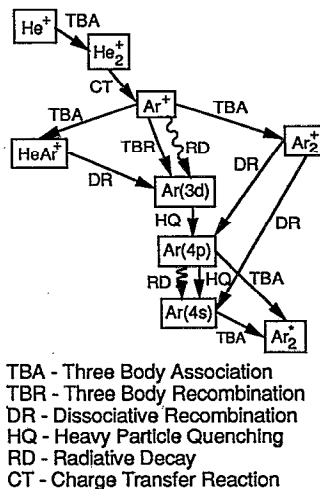 He+
TBA
He2+
CT
Ar+
TBA
TBA
HeAr+
TBR
RD
Ar2+
DR
DR
Ar(3d)
HQ
DR
Ar(4p)
RD
HQ
TBA
Ar(4s)
TBA
Ar2*
TBA - Three Body Association
TBR - Three Body Recombination
DR - Dissociative Recombination
HQ - Heavy Particle Quenching
RD - Radiative Decay
CT - Charge Transfer Reaction